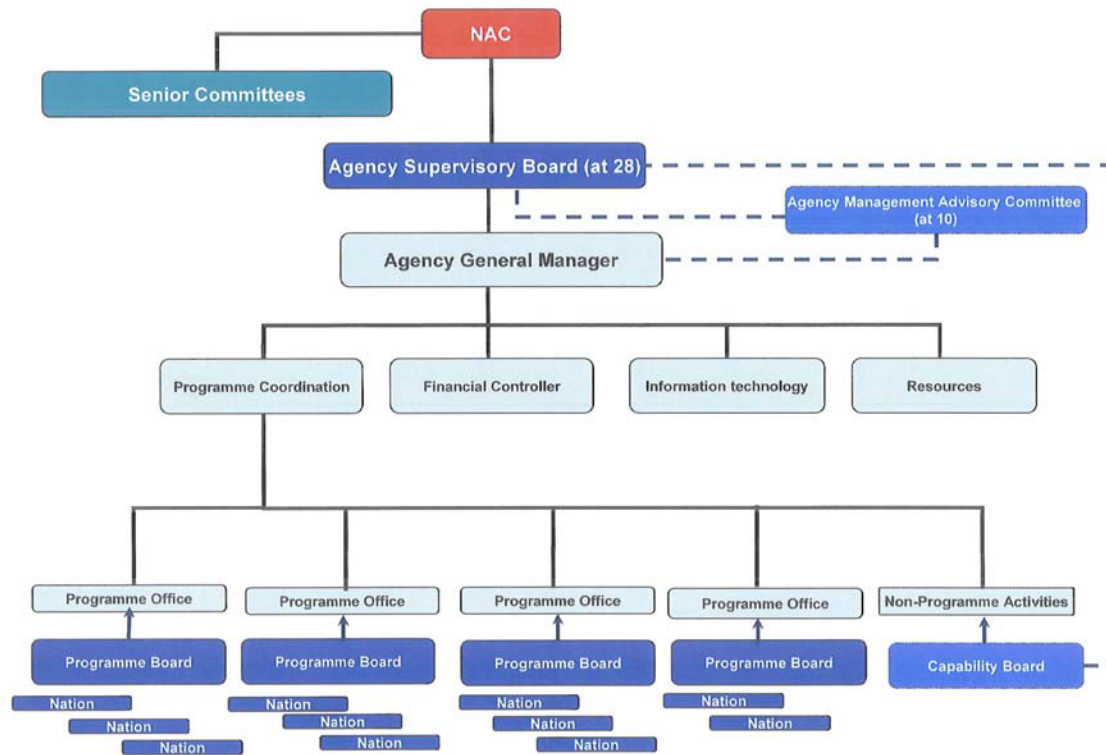 NAC
Senior Committees
Agency Supervisory Board (at 28)
Agency Management Advisory Committee
(at 10)
Agency General Manager
Programme Coordination
Financial Controller
Information technology
Resources
Programme Office
Programme Office
Programme Office
Programme Office
Non-Programme Activities
Programme Board
Programme Board
Programme Board
Programme Board
Capability Board
Nation
Nation
Nation
Nation
Nation
Nation
Nation
Nation
Nation
Nation
Nation